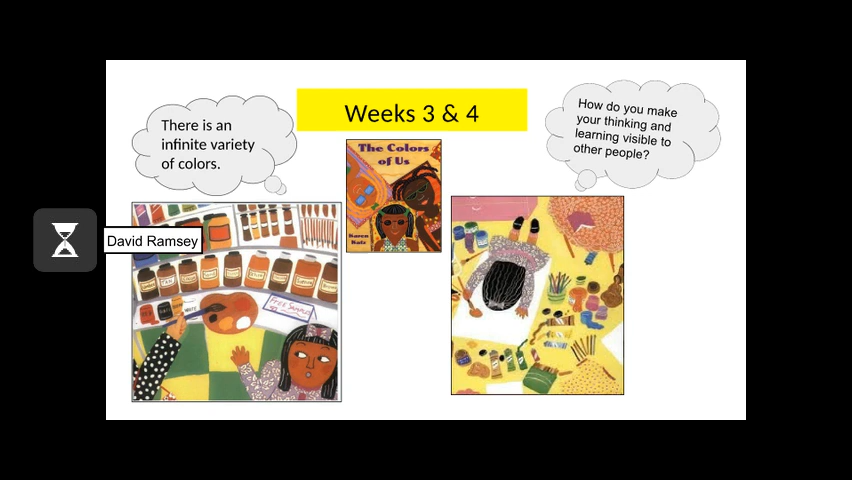 Weeks 3 & 4
There is an
infinite variety
of colors.
How do you make
your thinking and
learning visible to
other people?
The Colors
of Us
Karen
Katz
David Ramsey
Free Samples